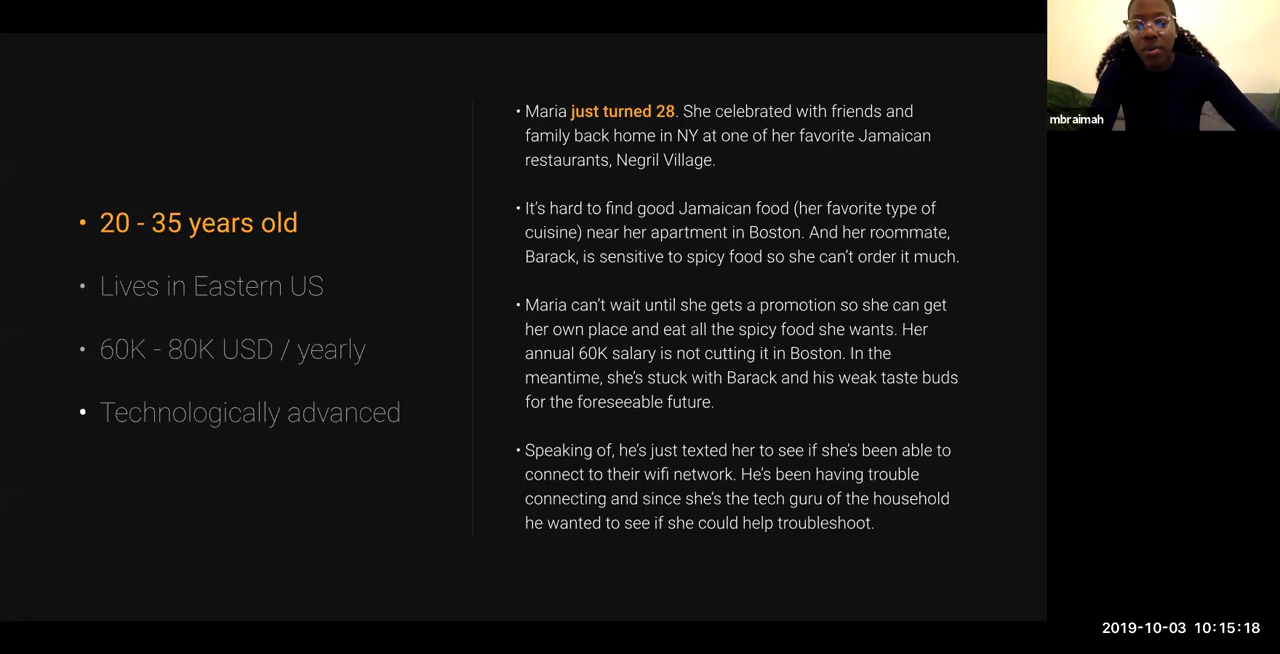 • 20 - 35 years old
• Lives in Eastern US
• 60K - 80K USD / yearly
• Technologically advanced
• Maria just turned 28. She celebrated with friends and
family back home in NY at one of her favorite Jamaican
restaurants, Negril Village.
• It’s hard to find good Jamaican food (her favorite type of
cuisine) near her apartment in Boston. And her roommate,
Barack, is sensitive to spicy food so she can’t order it much.
• Maria can’t wait until she gets a promotion so she can get
her own place and eat all the spicy food she wants. Her
annual 60K salary is not cutting it in Boston. In the
meantime, she’s stuck with Barack and his weak taste buds
for the foreseeable future.
• Speaking of, he’s just texted her to see if she’s been able to
connect to their wifi network. He’s been having trouble
connecting and since she’s the tech guru of the household
he wanted to see if she could help troubleshoot.
mbraimah
2019-10-03 10:15:18